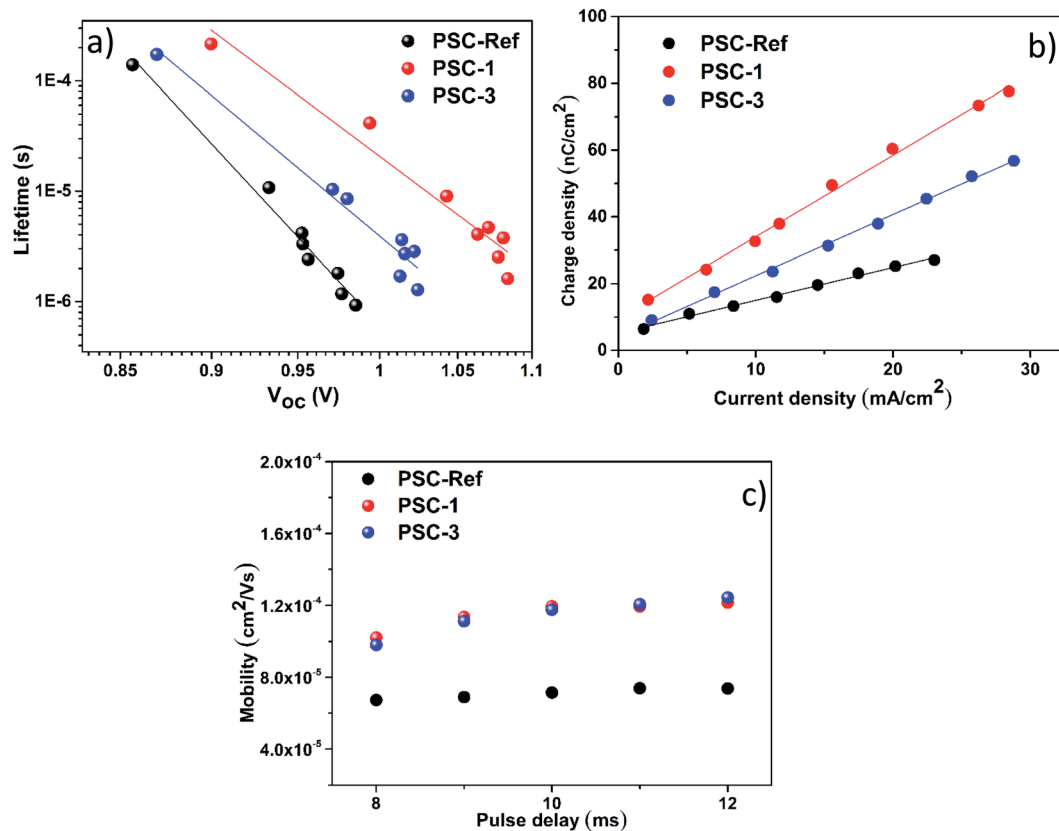 a)
PSC-Ref
PSC-1
PSC-3
1E-4
1E-5
1E-6
Lifetime (s)
0.85 0.9 0.95 1 1.05 1.1
VOC (V)
b)
PSC-Ref
PSC-1
PSC-3
100
80
60
40
20
0
Charge density (nC/cm2)
0 10 20 30
Current density (mA/cm2)
c)
PSC-Ref
PSC-1
PSC-3
2.0x10-4
1.6x10-4
1.2x10-4
8.0x10-5
4.0x10-5
Mobility (cm2/Vs)
8 10 12
Pulse delay (ms)